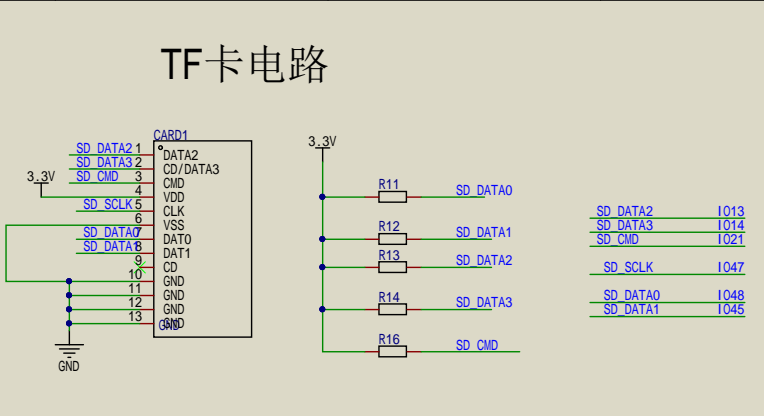 TF卡电路
CARD1
SD_DATA2 1 DATA2
SD_DATA3 2 CD/DATA3
SD_CMD 3 CMD
3.3V
4 VDD
SD_SCLK 5 CLK
6 VSS
SD_DATA0 7 DAT0
SD_DATA1 8 DAT1
9 CD
10 GND
11 GND
12 GND
13 GND
GND
GND
3.3V
R11 SD_DATA0
R12 SD_DATA1
R13 SD_DATA2
R14 SD_DATA3
R16 SD_CMD
SD_DATA2 IO13
SD_DATA3 IO14
SD_CMD IO21
SD_SCLK IO47
SD_DATA0 IO48
SD_DATA1 IO45